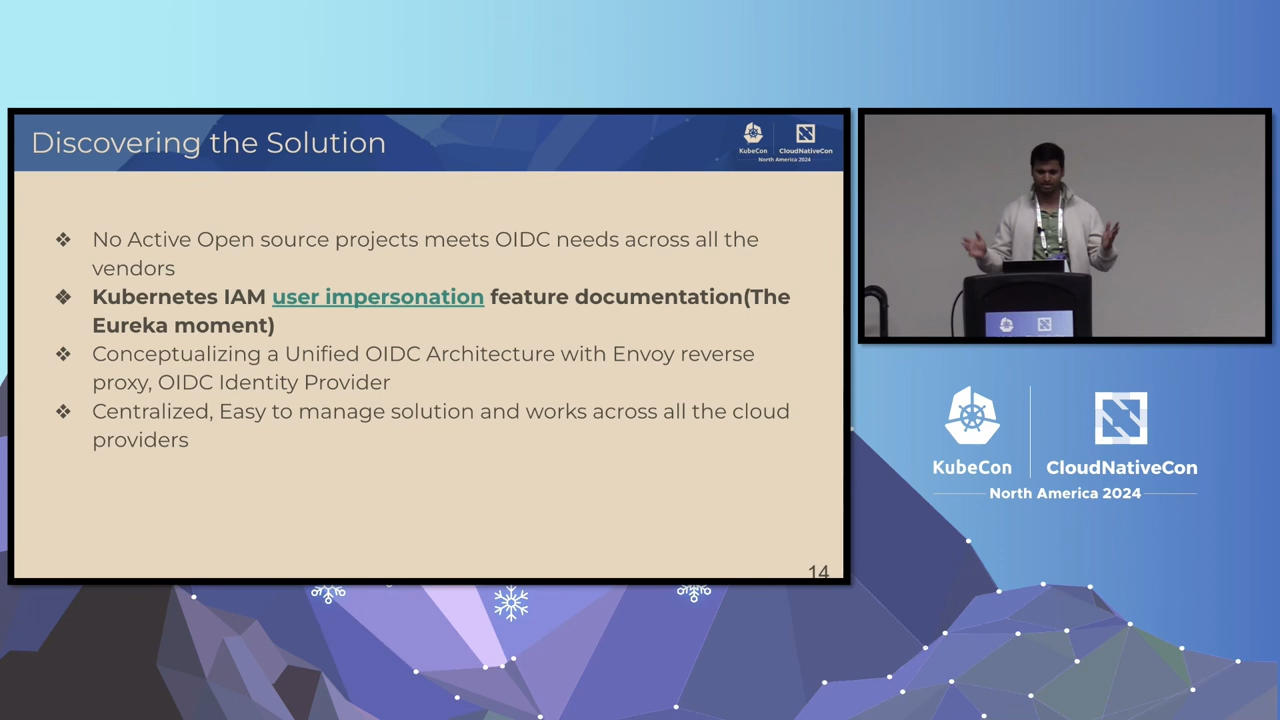 Discovering the Solution
KubeCon
CloudNativeCon
North America 2024
❖ No Active Open source projects meets OIDC needs across all the
vendors
❖ Kubernetes IAM user impersonation feature documentation(The
Eureka moment)
❖ Conceptualizing a Unified OIDC Architecture with Envoy reverse
proxy, OIDC Identity Provider
❖ Centralized, Easy to manage solution and works across all the cloud
providers
14
KubeCon
CloudNativeCon
North America 2024